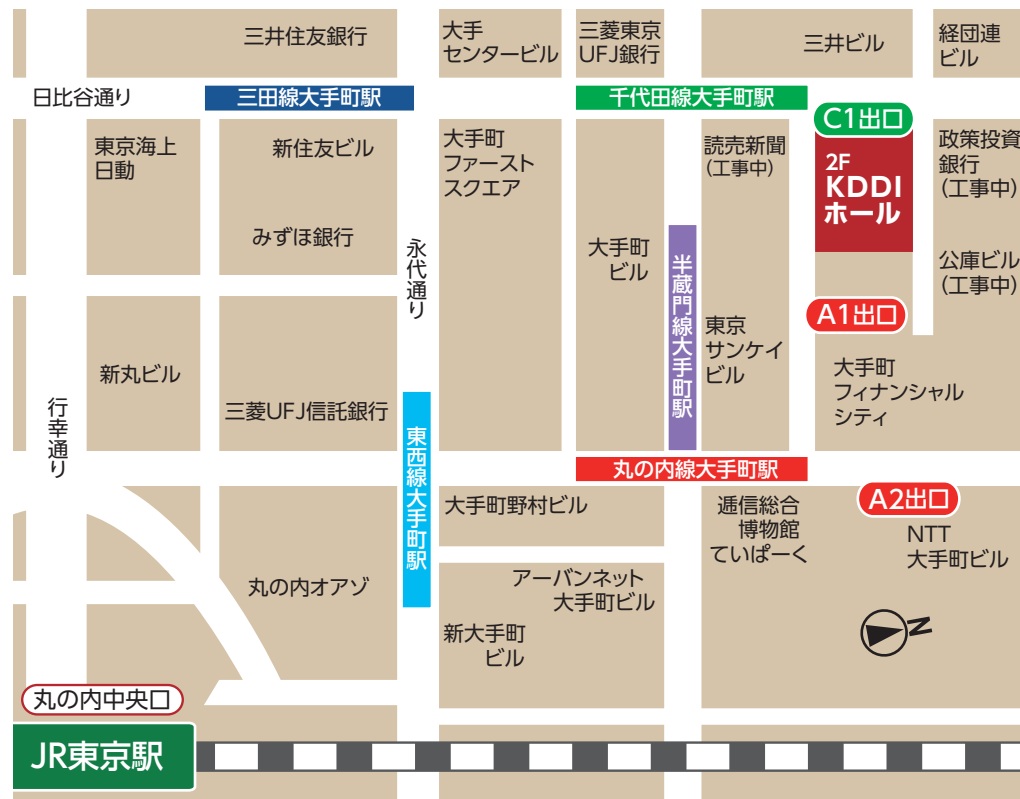 三井住友銀行
大手
センタービル
三菱東京
UFJ銀行
三井ビル
経団連
ビル
日比谷通り
三田線大手町駅
千代田線大手町駅
C1出口
東京海上
日動
新住友ビル
大手町
ファースト
スクエア
読売新聞
(工事中)
2F
KDDI
ホール
政策投資
銀行
(工事中)
みずほ銀行
永代通り
大手町
ビル
半蔵門線大手町駅
公庫ビル
(工事中)
A1出口
東京
サンケイ
ビル
新丸ビル
大手町
フィナンシャル
シティ
行幸通り
三菱UFJ信託銀行
東西線大手町駅
丸の内線大手町駅
大手町野村ビル
逓信総合
博物館
ていぱーく
A2出口
NTT
大手町ビル
丸の内オアゾ
アーバンネット
大手町ビル
新大手町
ビル
N
丸の内中央口
JR東京駅